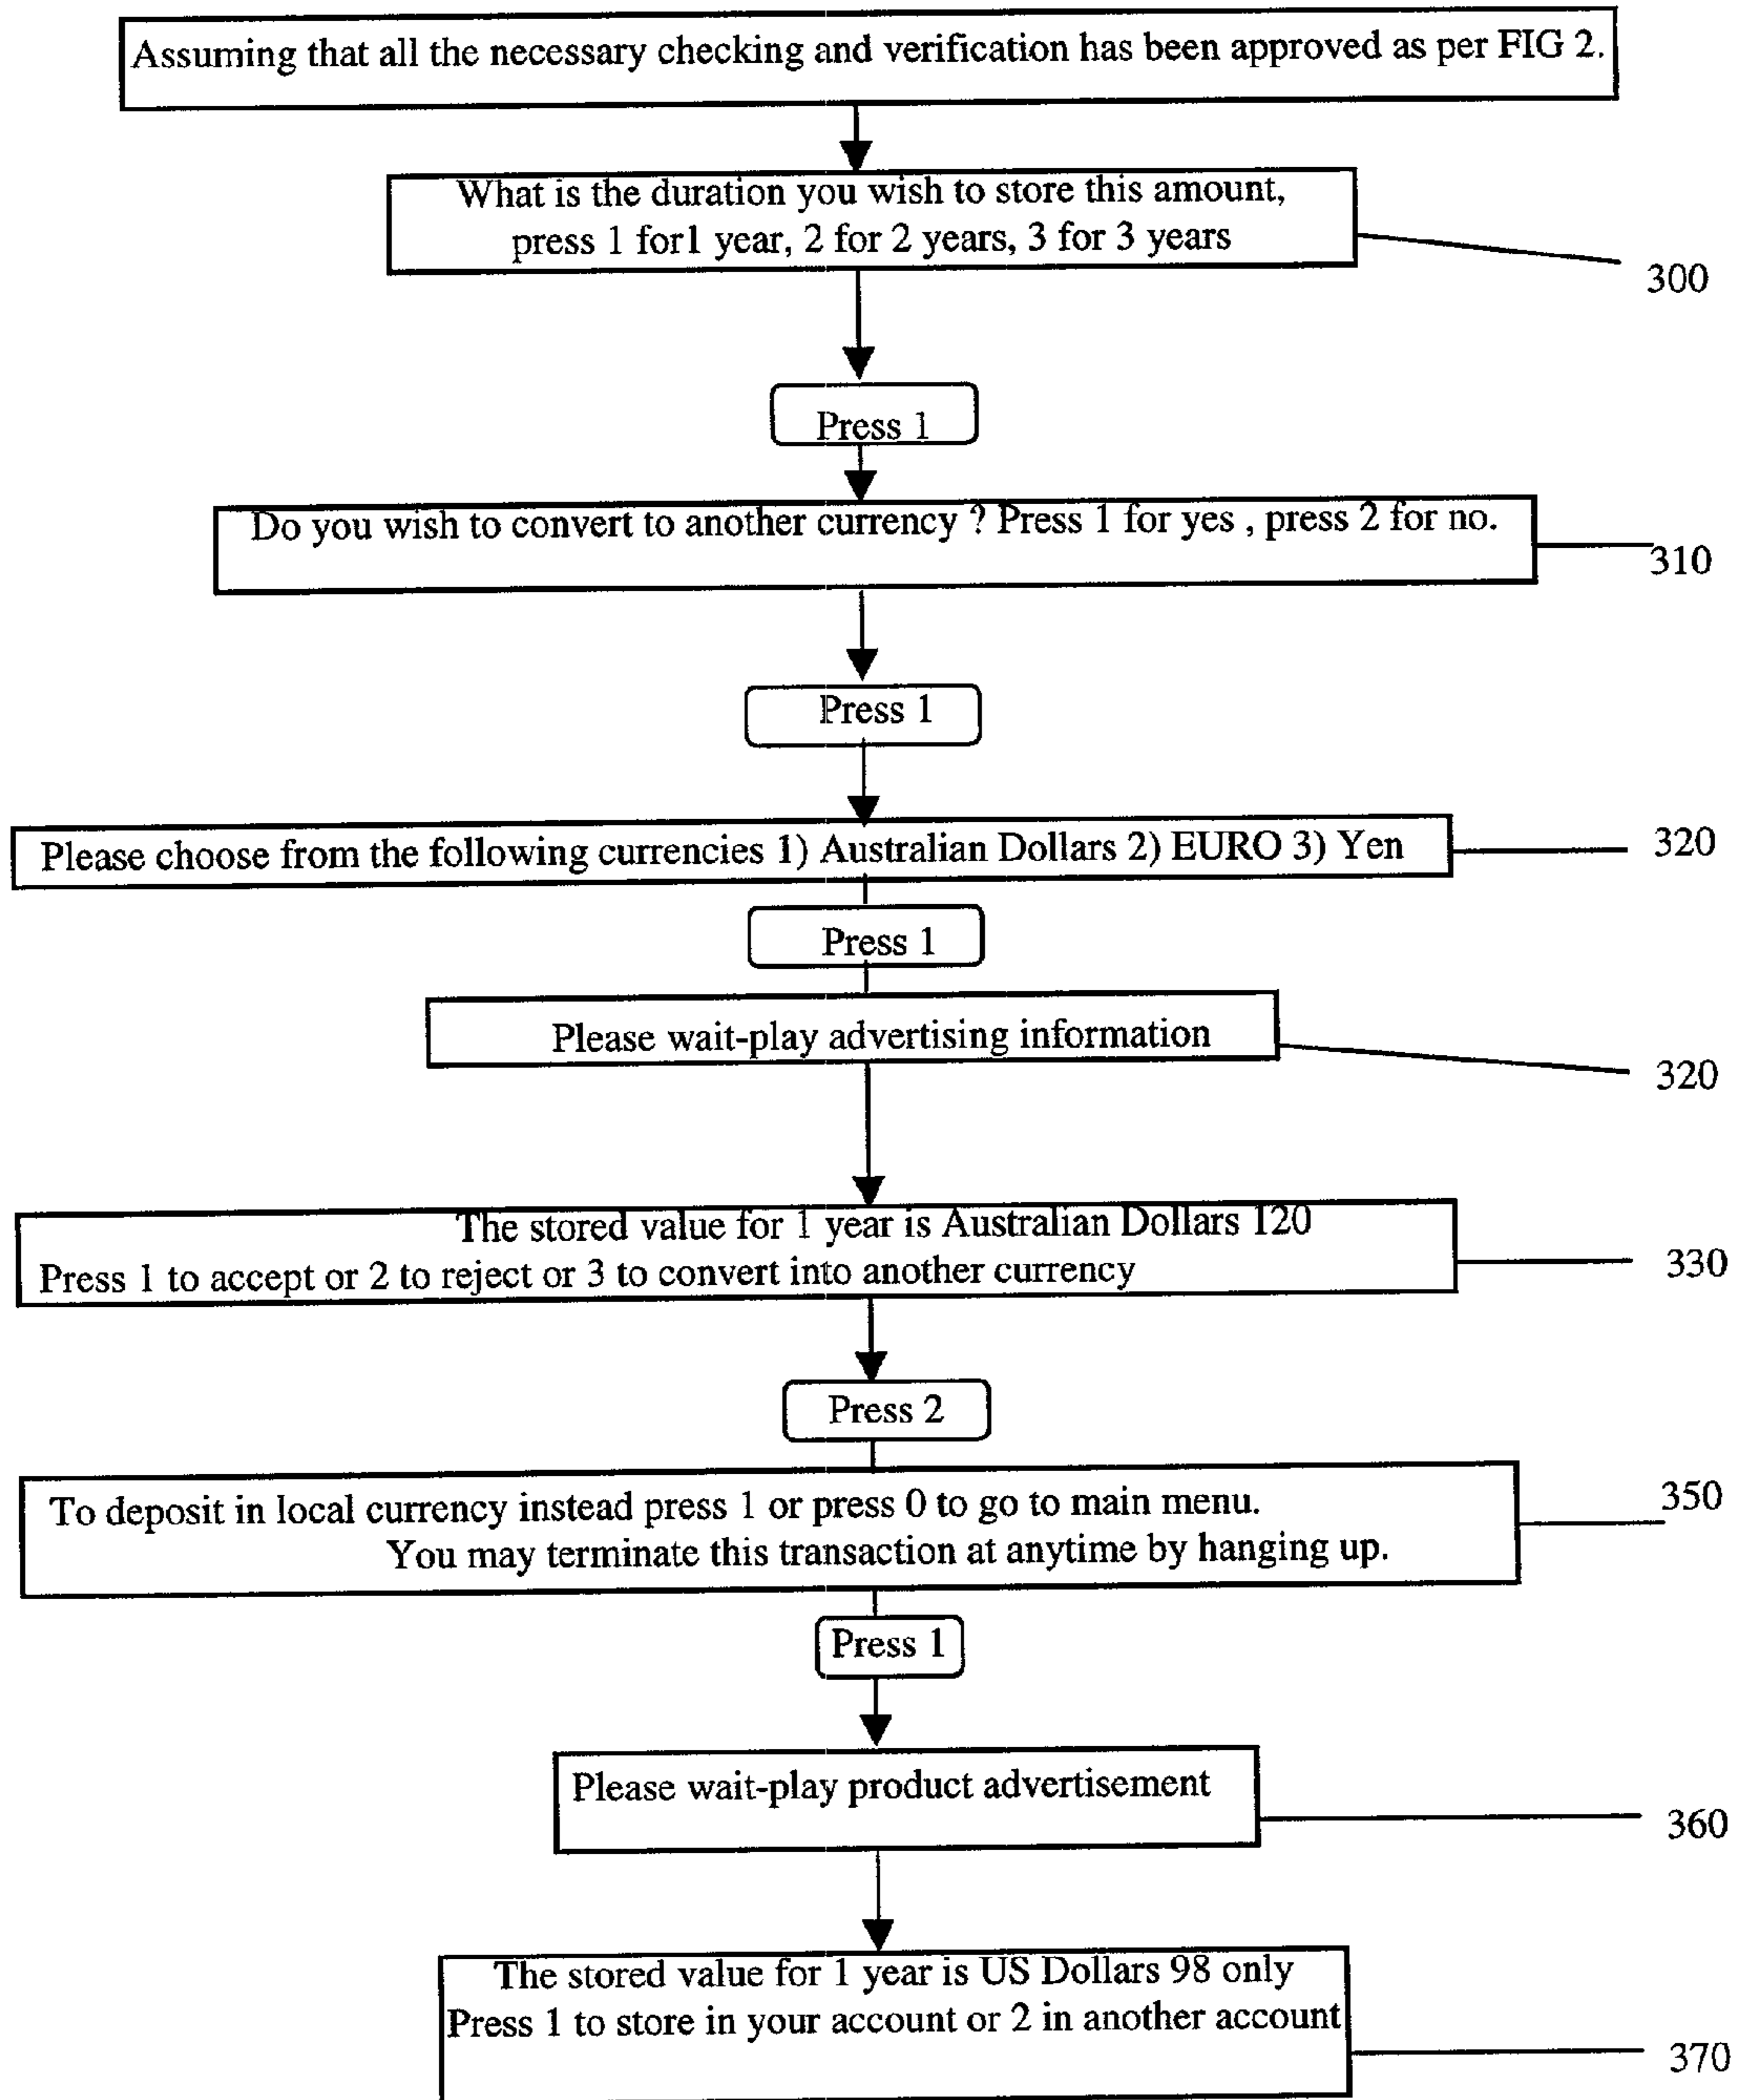 Assuming that all the necessary checking and verification has been approved as per FIG 2.
What is the duration you wish to store this amount,
press 1 for1 year, 2 for 2 years, 3 for 3 years
300
Press 1
Do you wish to convert to another currency ? Press 1 for yes , press 2 for no.
310
Press 1
Please choose from the following currencies 1) Australian Dollars 2) EURO 3) Yen
320
Press 1
Please wait-play advertising information
320
The stored value for 1 year is Australian Dollars 120
Press 1 to accept or 2 to reject or 3 to convert into another currency
330
Press 2
To deposit in local currency instead press 1 or press 0 to go to main menu.
You may terminate this transaction at anytime by hanging up.
350
Press 1
Please wait-play product advertisement
360
The stored value for 1 year is US Dollars 98 only
Press 1 to store in your account or 2 in another account
370